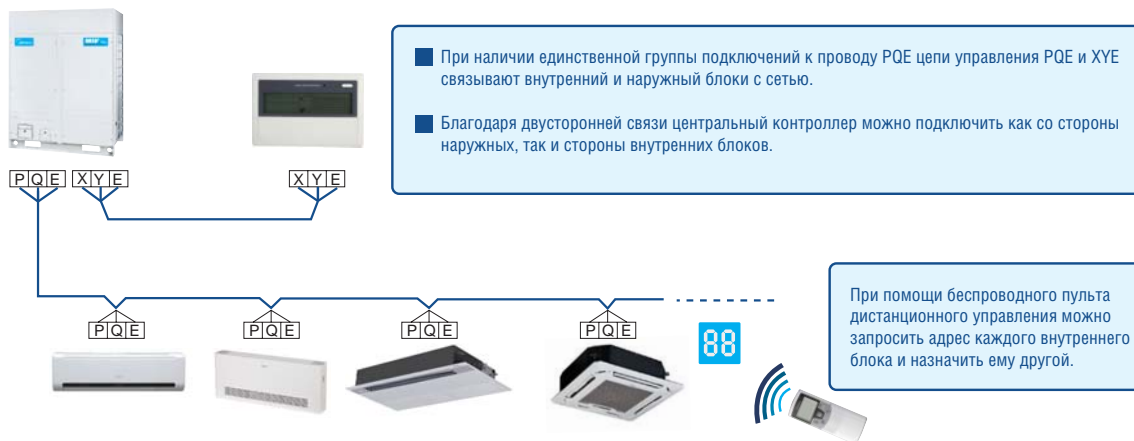 При наличии единственной группы подключений к проводу PQE цепи управления PQE и XYE
связывают внутренний и наружный блоки с сетью.
Благодаря двусторонней связи центральный контроллер можно подключить как со стороны
наружных, так и стороны внутренних блоков.
P Q E X Y E X Y E
P Q E P Q E P Q E P Q E
88
При помощи беспроводного пульта
дистанционного управления можно
запросить адрес каждого внутреннего
блока и назначить ему другой.